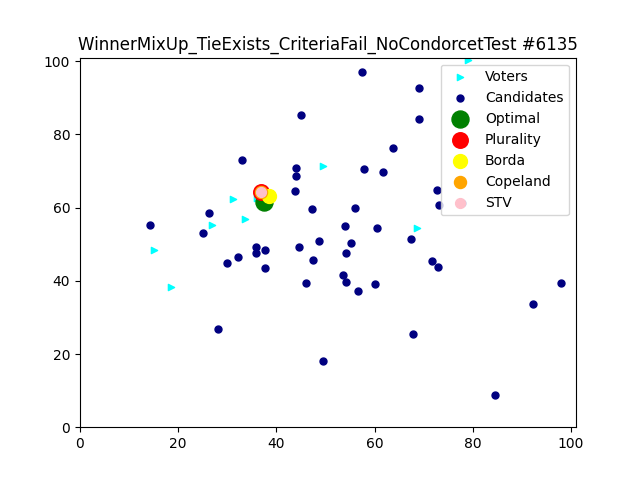 WinnerMixUp_TieExists_CriteriaFail_NoCondorcetTest #6135
100
80
60
40
20
0
0
20
40
60
80
100
Voters
Candidates
Optimal
Plurality
Borda
Copeland
STV